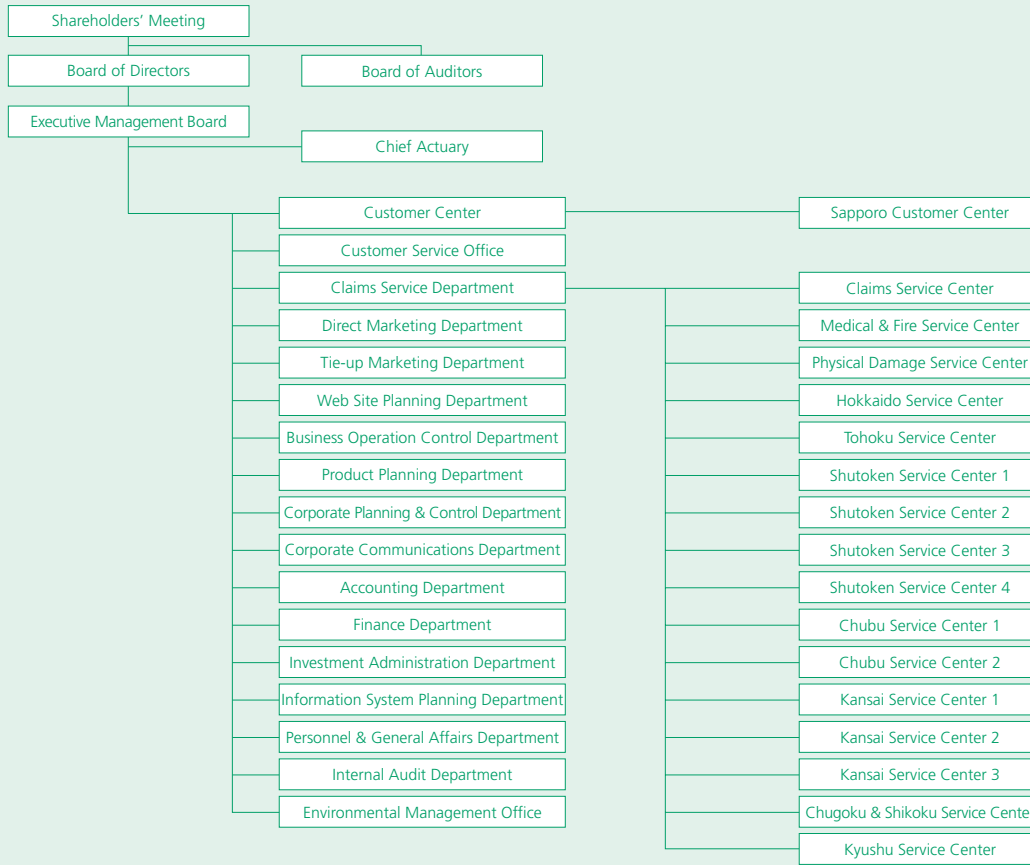 Shareholders' Meeting
Board of Directors
Board of Auditors
Executive Management Board
Chief Actuary
Customer Center
Sapporo Customer Center
Customer Service Office
Claims Service Department
Claims Service Center
Direct Marketing Department
Medical & Fire Service Center
Tie-up Marketing Department
Physical Damage Service Center
Web Site Planning Department
Hokkaido Service Center
Business Operation Control Department
Tohoku Service Center
Product Planning Department
Shutoken Service Center 1
Corporate Planning & Control Department
Shutoken Service Center 2
Corporate Communications Department
Shutoken Service Center 3
Accounting Department
Shutoken Service Center 4
Finance Department
Chubu Service Center 1
Investment Administration Department
Chubu Service Center 2
Information System Planning Department
Kansai Service Center 1
Personnel & General Affairs Department
Kansai Service Center 2
Internal Audit Department
Kansai Service Center 3
Environmental Management Office
Chugoku & Shikoku Service Cente
Kyushu Service Center